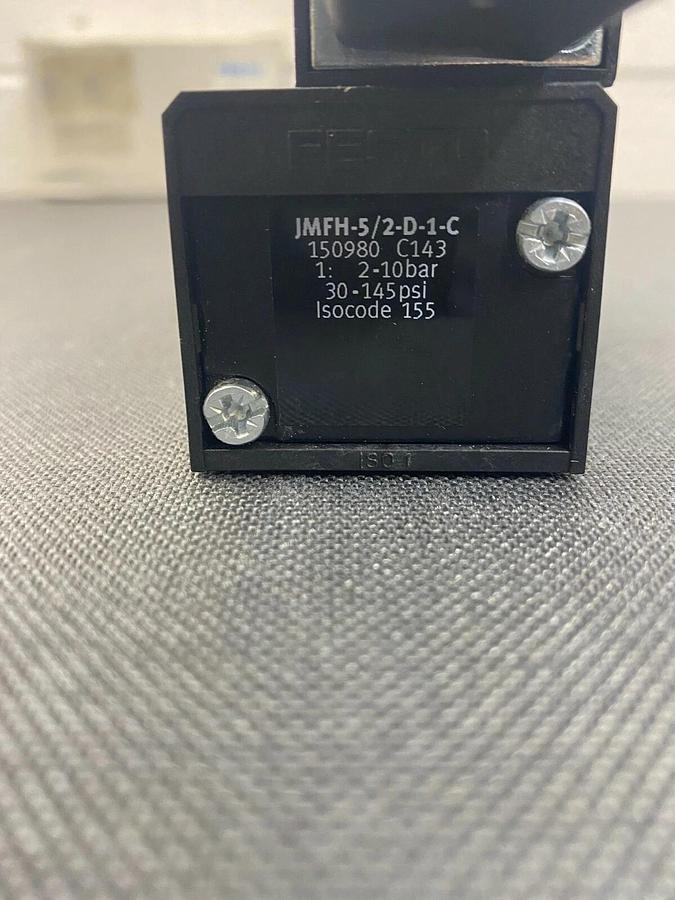 FESTO
JMFH-5/2-D-1-C
150980 C143
1: 2-10bar
30-145psi
Isocode 155
ISO 1